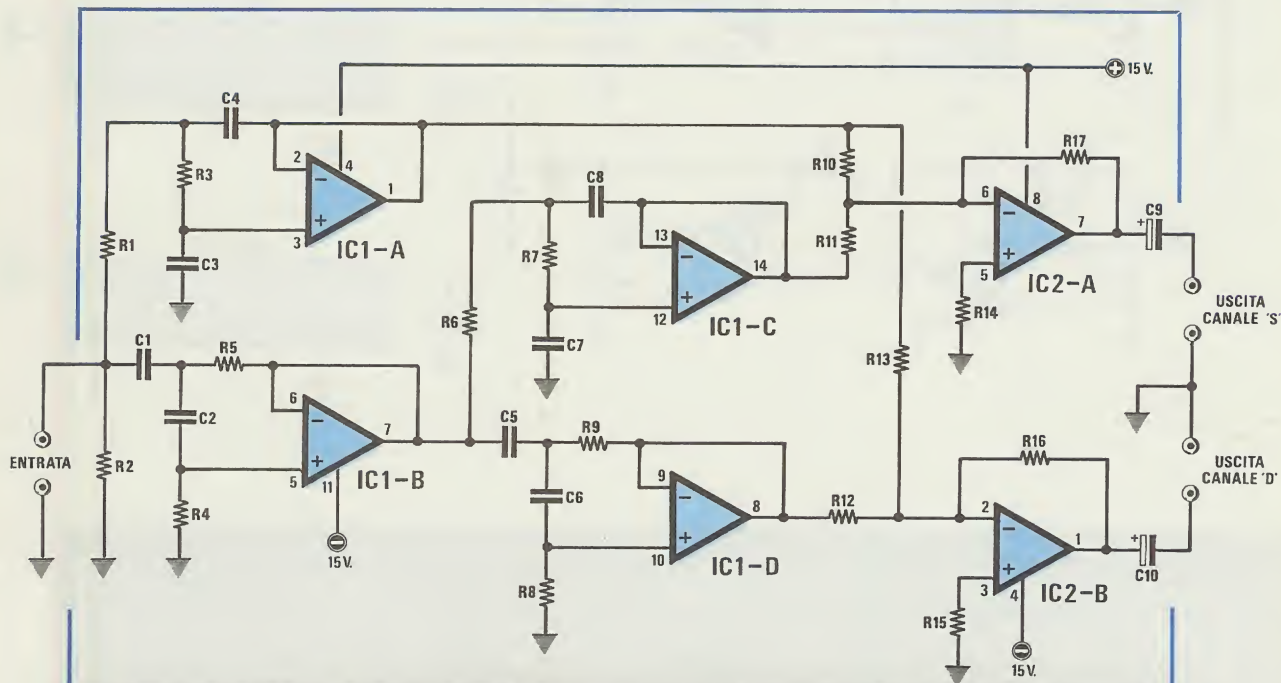 15 V.
C4
2
4
R3
1
3
IC1-A
C3
R1
R10
R17
C8
6
8
R11
7
C9
+
5
IC2-A
R14
USCITA
CANALE 'S'
R7
13
14
12
IC1-C
C7
R6
R13
C1
R5
C2
6
7
5
11
IC1-B
15 V.
R4
ENTRATA
R2
C5
R9
C6
9
8
10
IC1-D
R8
R12
R16
2
1
3
4
IC2-B
R15
15 V.
+
C10
USCITA
CANALE 'D'